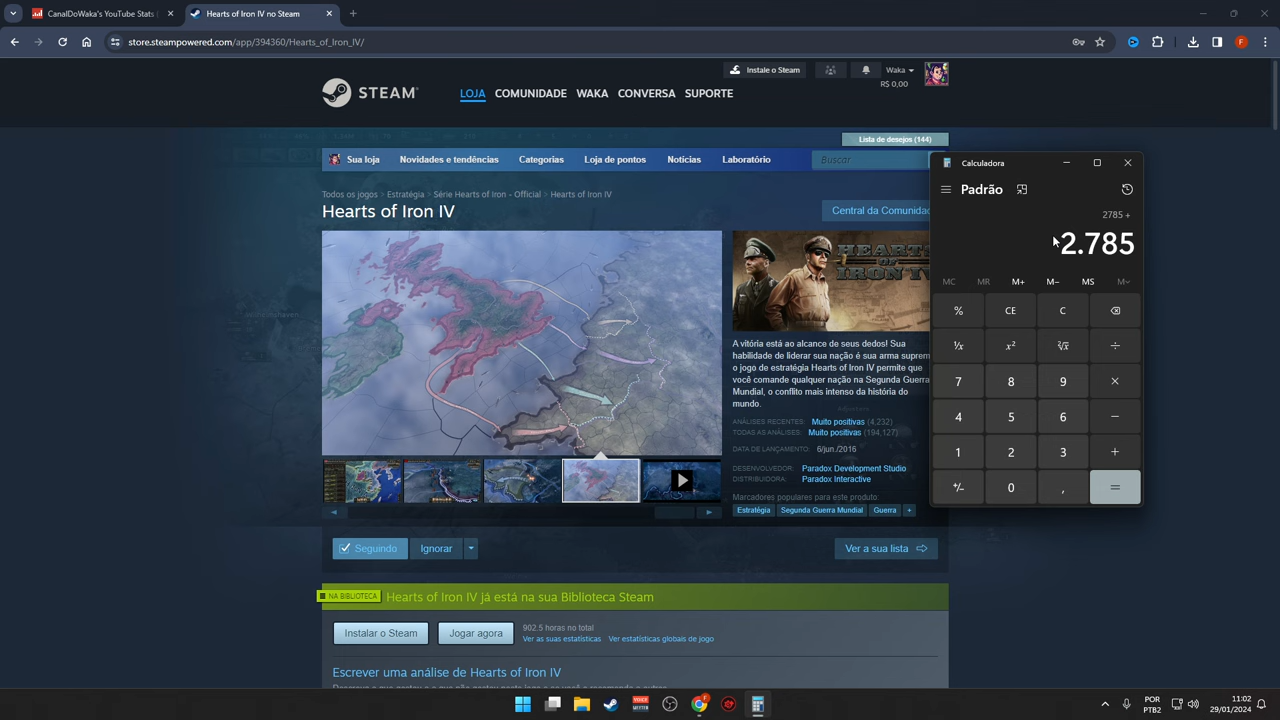 CanalDoWaka's YouTube Stats (
Hearts of Iron IV no Steam
store.steampowered.com/app/394360/Hearts_of_Iron_IV/
F
Instale o Steam
Waka
R$ 0,00
STEAM
LOJA COMUNIDADE WAKA CONVERSA SUPORTE
Lista de desejos (144)
Sua loja Novidades e tendências Categorias Loja de pontos Notícias Laboratório
Buscar
Todos os jogos > Estratégia > Série Hearts of Iron - Official > Hearts of Iron IV
Hearts of Iron IV
Central da Comunidad
HEARTS
OF IRON IV
A vitória está ao alcance de seus dedos! Sua
habilidade de liderar sua nação é sua arma suprem
o jogo de estratégia Hearts of Iron IV permite que
você comande qualquer nação na Segunda Guerra
Mundial, o conflito mais intenso da história do
mundo.
ANÁLISES RECENTES: Muito positivas (4,232)
TODAS AS ANÁLISES: Muito positivas (194,127)
DATA DE LANÇAMENTO: 6/jun./2016
DESENVOLVEDOR: Paradox Development Studio
DISTRIBUIDORA: Paradox Interactive
Marcadores populares para este produto:
Estratégia Segunda Guerra Mundial Guerra +
Seguindo Ignorar
Ver a sua lista
NA BIBLIOTECA Hearts of Iron IV já está na sua Biblioteca Steam
Instalar o Steam Jogar agora
902.5 horas no total
Ver as suas estatísticas Ver estatísticas globais de jogo
Escrever uma análise de Hearts of Iron IV
Calculadora
Padrão
2785 +
2.785
MC MR M+ M− MS M
% CE C
¹/x x² ²√x ÷
7 8 9 ×
4 5 6 −
1 2 3 +
+/− 0 , =
VOICE
MEETER
POR
PTB2
11:02
29/01/2024